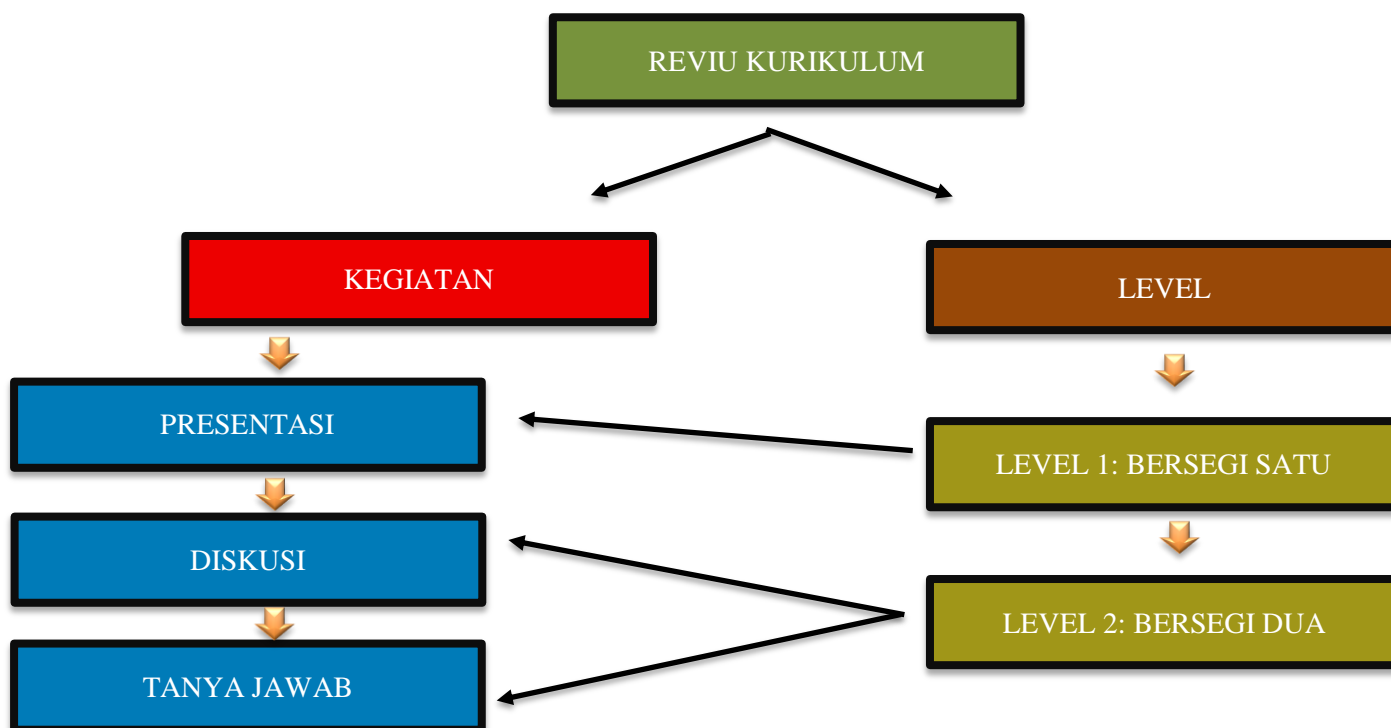 REVIU KURIKULUM
KEGIATAN
LEVEL
PRESENTASI
LEVEL 1: BERSEGI SATU
DISKUSI
LEVEL 2: BERSEGI DUA
TANYA JAWAB